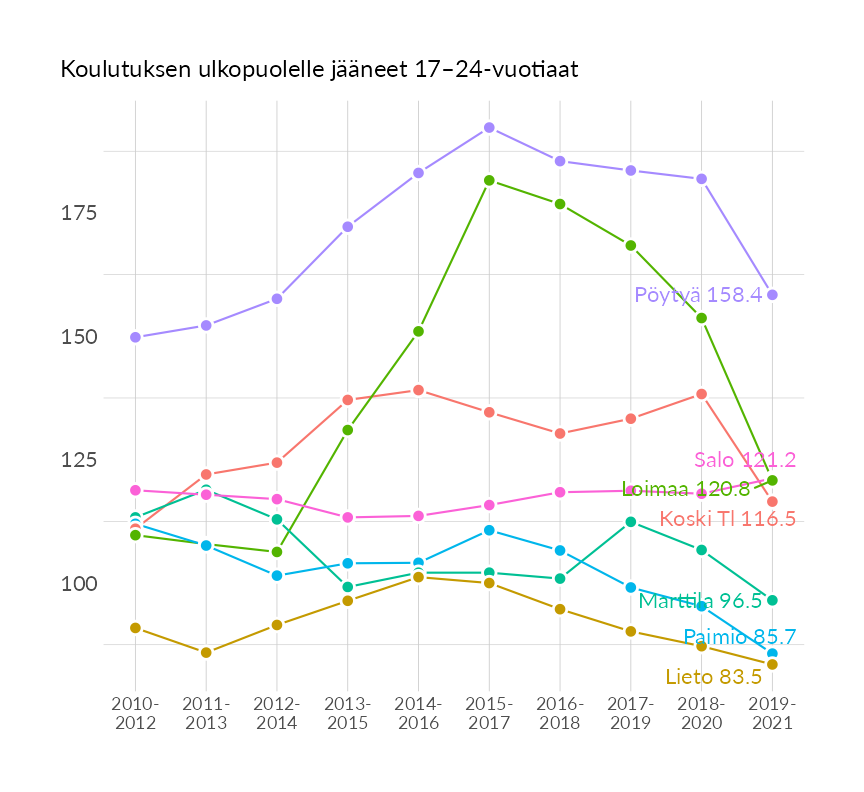 Koulutuksen ulkopuolelle jääneet 17–24-vuotiaat
175
150
125
100
Pöytyä 158.4
Salo 121.2
Loimaa 120.8
Koski Tl 116.5
Marttila 96.5
Paimio 85.7
Lieto 83.5
2010- 2011- 2012- 2013- 2014- 2015- 2016- 2017- 2018- 2019-
2012 2013 2014 2015 2016 2017 2018 2019 2020 2021